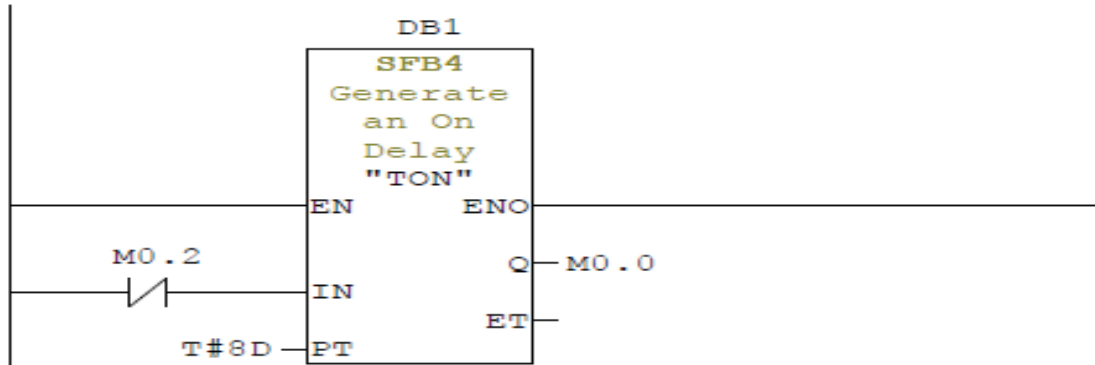 DB1
SFB4
Generate
an On
Delay
"TON"
EN ENO
M0.2
Q M0.0
IN
ET
T#8D PT